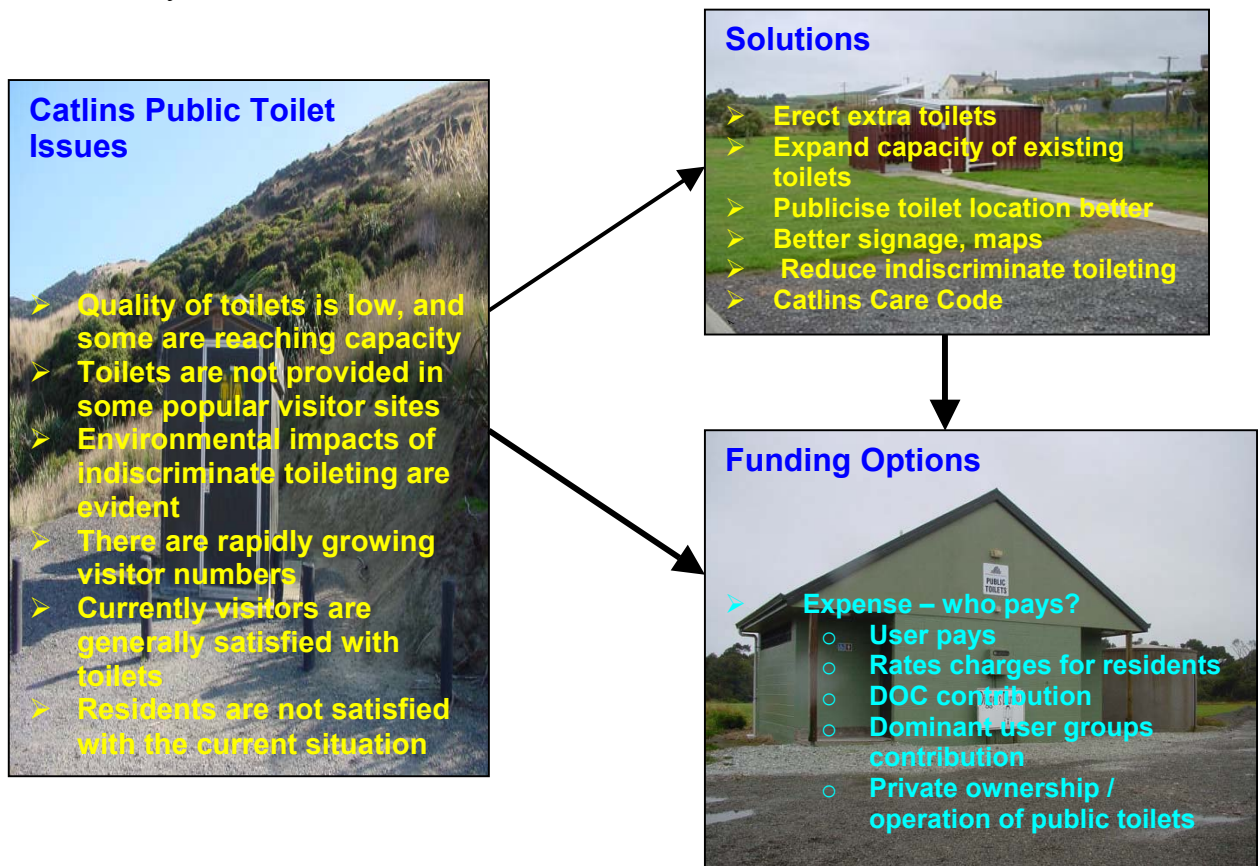 Catlins Public Toilet
Issues
➢ Quality of toilets is low, and
some are reaching capacity
➢ Toilets are not provided in
some popular visitor sites
➢ Environmental impacts of
indiscriminate toileting are
evident
➢ There are rapidly growing
visitor numbers
➢ Currently visitors are
generally satisfied with
toilets
➢ Residents are not satisfied
with the current situation
Solutions
➢ Erect extra toilets
➢ Expand capacity of existing
toilets
➢ Publicise toilet location better
➢ Better signage, maps
➢ Reduce indiscriminate toileting
➢ Catlins Care Code
Funding Options
PUBLIC
TOILETS
➢ Expense – who pays?
o User pays
o Rates charges for residents
o DOC contribution
o Dominant user groups
contribution
o Private ownership /
operation of public toilets